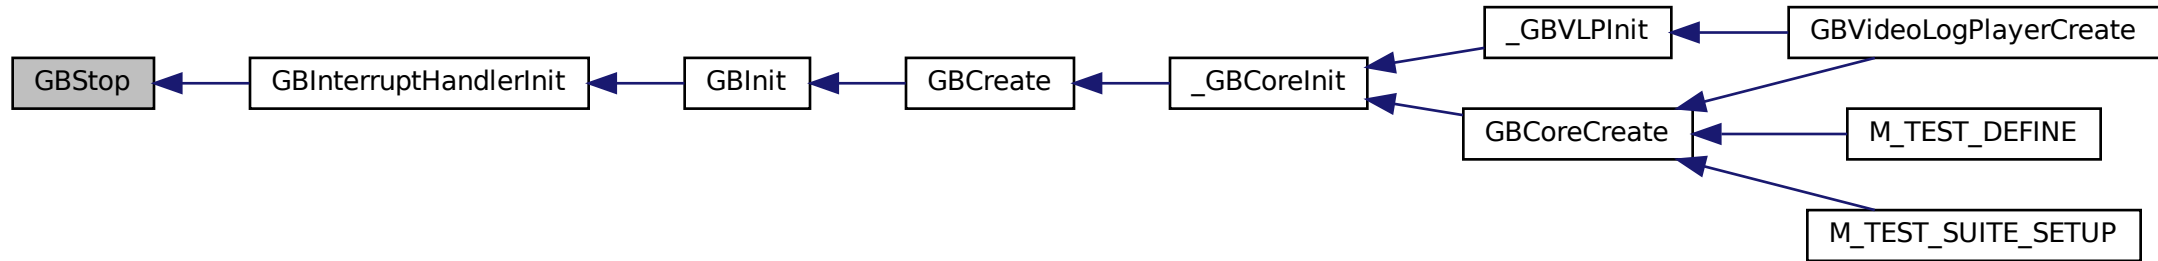 GBStop
GBInterruptHandlerInit
GBInit
GBCreate
_GBCoreInit
_GBVLPInit
GBVideoLogPlayerCreate
GBCoreCreate
M_TEST_DEFINE
M_TEST_SUITE_SETUP